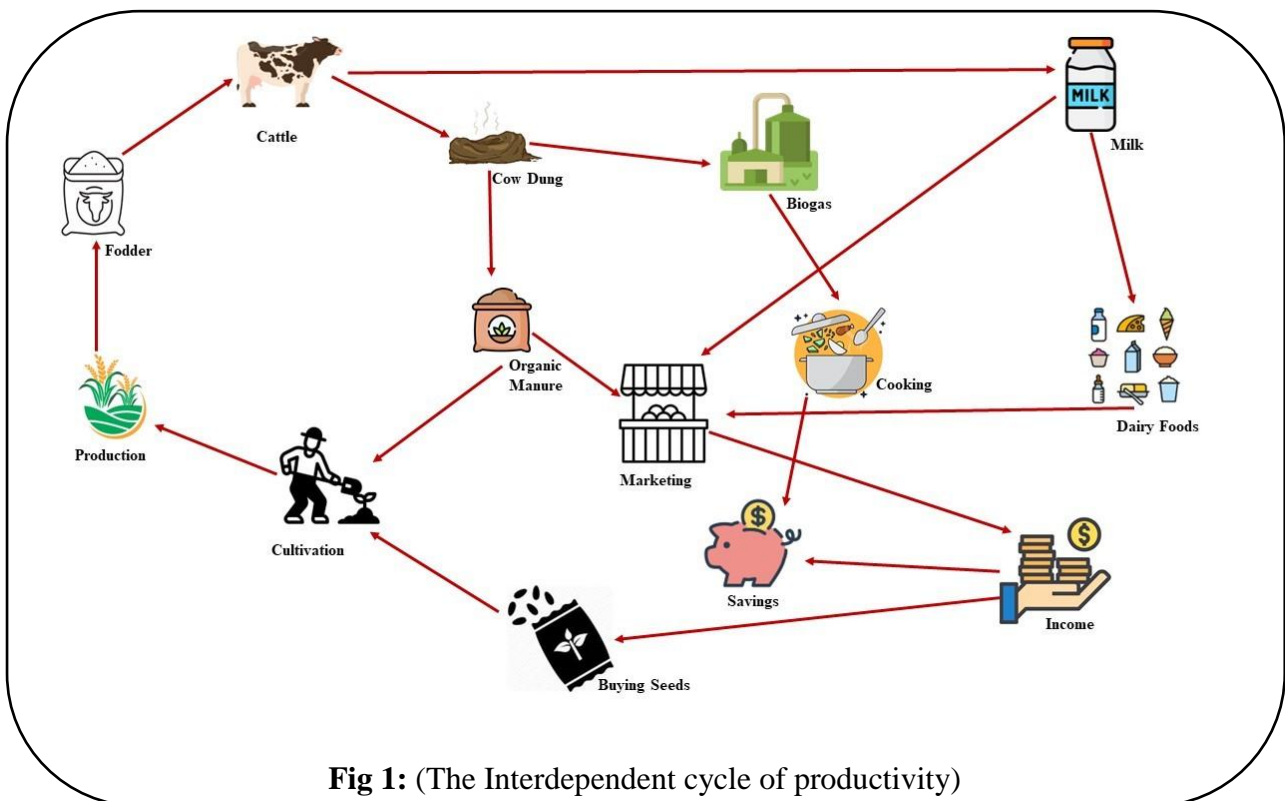 Cattle
MILK
Milk
Cow Dung
Biogas
Fodder
Organic
Manure
Cooking
Dairy Foods
Production
Marketing
$
Cultivation
$
Savings
Income
Buying Seeds
Fig 1: (The Interdependent cycle of productivity)